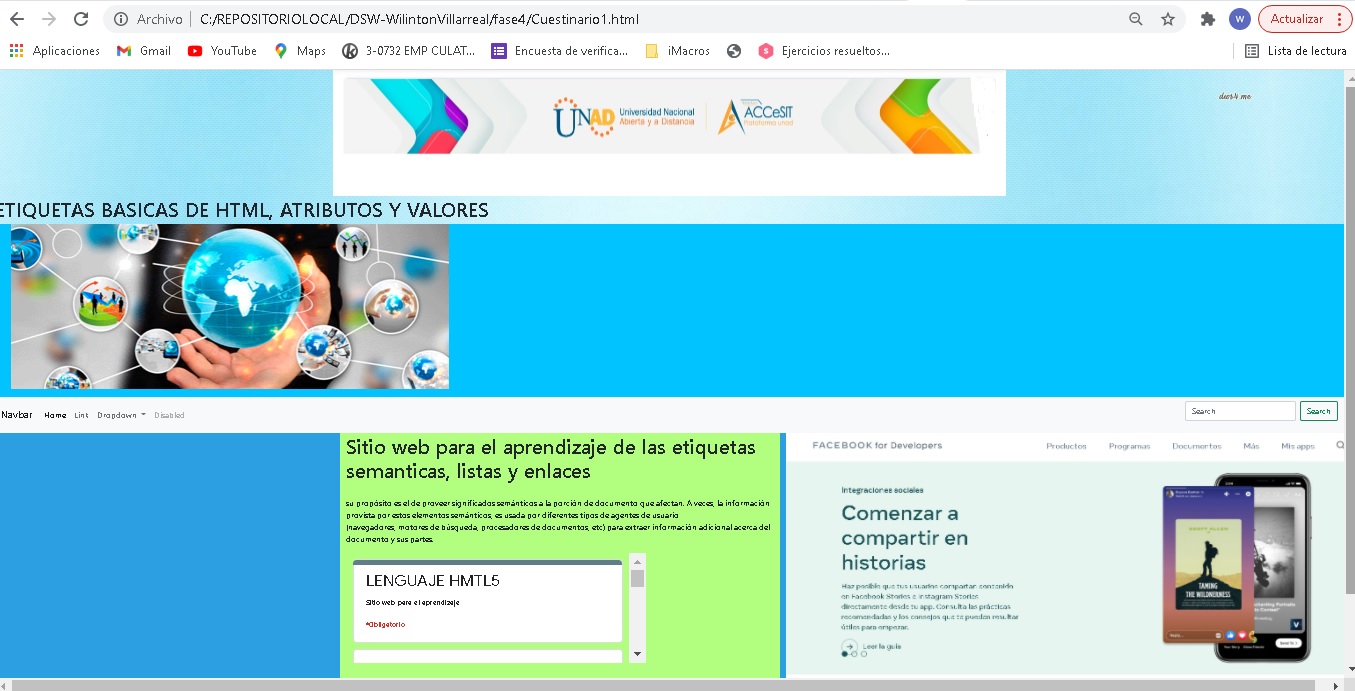 Archivo | C:/REPOSITORIOLOCAL/DSW-WilintonVillarreal/fase4/Cuestinario1.html
W
Actualizar
Aplicaciones
Gmail
YouTube
Maps
3-0732 EMP CULAT...
Encuesta de verifica...
iMacros
Ejercicios resueltos...
Lista de lectura
UNAD
Universidad Nacional
Abierta y a Distancia
ACCeSIT
Plataforma unad
ETIQUETAS BASICAS DE HTML, ATRIBUTOS Y VALORES
Navbar Home Link Dropdown Disabled
Search
Search
Sitio web para el aprendizaje de las etiquetas
semanticas, listas y enlaces
su propósito es el de proveer significados semánticos a la porción de documento que afectan. A veces, la información
provista por estos elementos semánticos, es usada por diferentes tipos de agentes de usuario
(navegadores, motores de búsqueda, procesadores de documentos, etc) para extraer información adicional acerca del
documento y sus partes.
LENGUAJE HMTL5
Sitio web para el aprendizaje
*Obligatorio
FACEBOOK for Developers
Productos Programas Documentos Más Mis apps
Integraciones sociales
Comenzar a
compartir en
historias
Haz posible que tus usuarios compartan contenido
en Facebook Stories e Instagram Stories
directamente desde tu app. Consulta las prácticas
recomendadas y los consejos que te pueden resultar
útiles para empezar.
Leer la guía
TAMING
THE WILDNERNESS